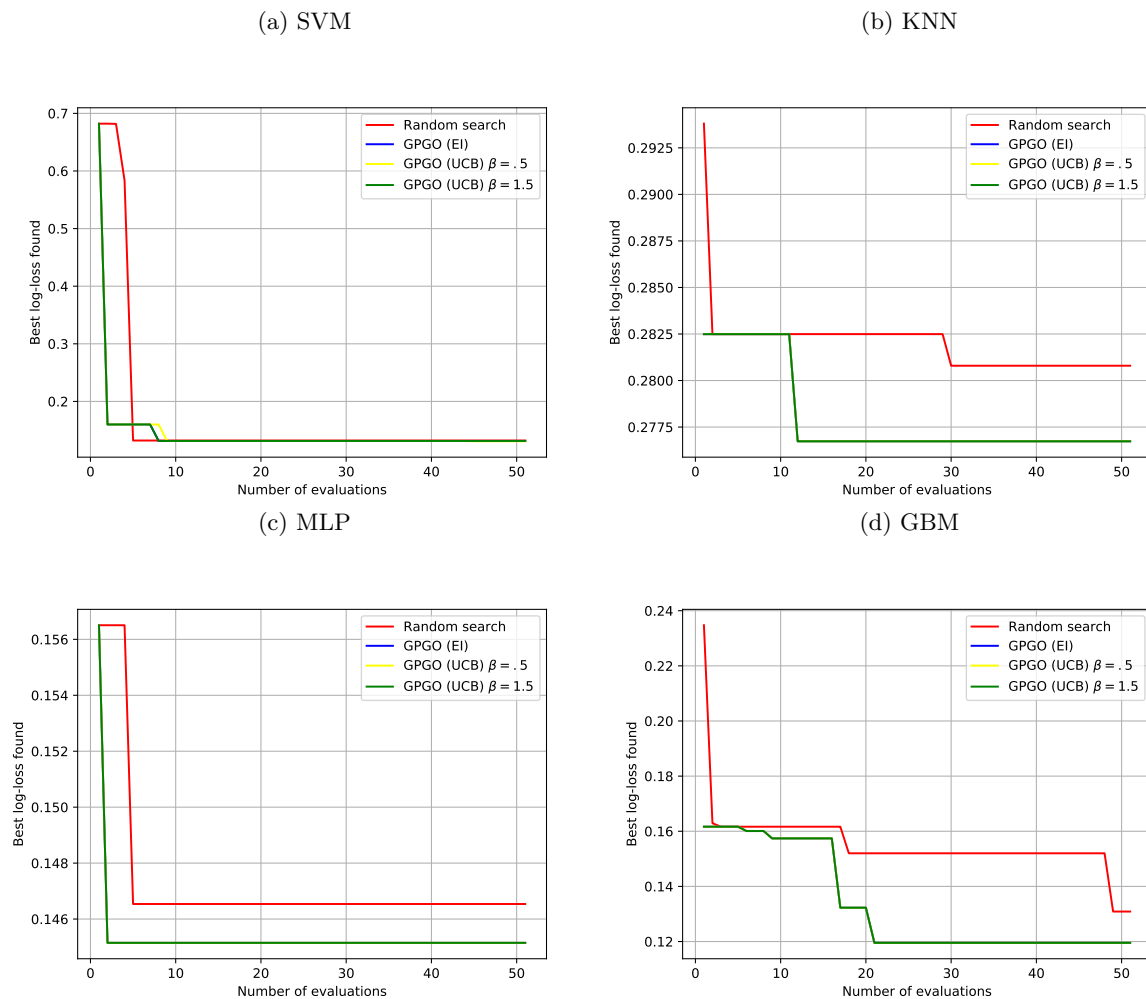 (a) SVM
Best log-loss found
0.7
0.6
0.5
0.4
0.3
0.2
Random search
GPGO (EI)
GPGO (UCB) β = .5
GPGO (UCB) β = 1.5
0 10 20 30 40 50
Number of evaluations
(b) KNN
Best log-loss found
0.2925
0.2900
0.2875
0.2850
0.2825
0.2800
0.2775
Random search
GPGO (EI)
GPGO (UCB) β = .5
GPGO (UCB) β = 1.5
0 10 20 30 40 50
Number of evaluations
(c) MLP
Best log-loss found
0.156
0.154
0.152
0.150
0.148
0.146
Random search
GPGO (EI)
GPGO (UCB) β = .5
GPGO (UCB) β = 1.5
0 10 20 30 40 50
Number of evaluations
(d) GBM
Best log-loss found
0.24
0.22
0.20
0.18
0.16
0.14
0.12
Random search
GPGO (EI)
GPGO (UCB) β = .5
GPGO (UCB) β = 1.5
0 10 20 30 40 50
Number of evaluations